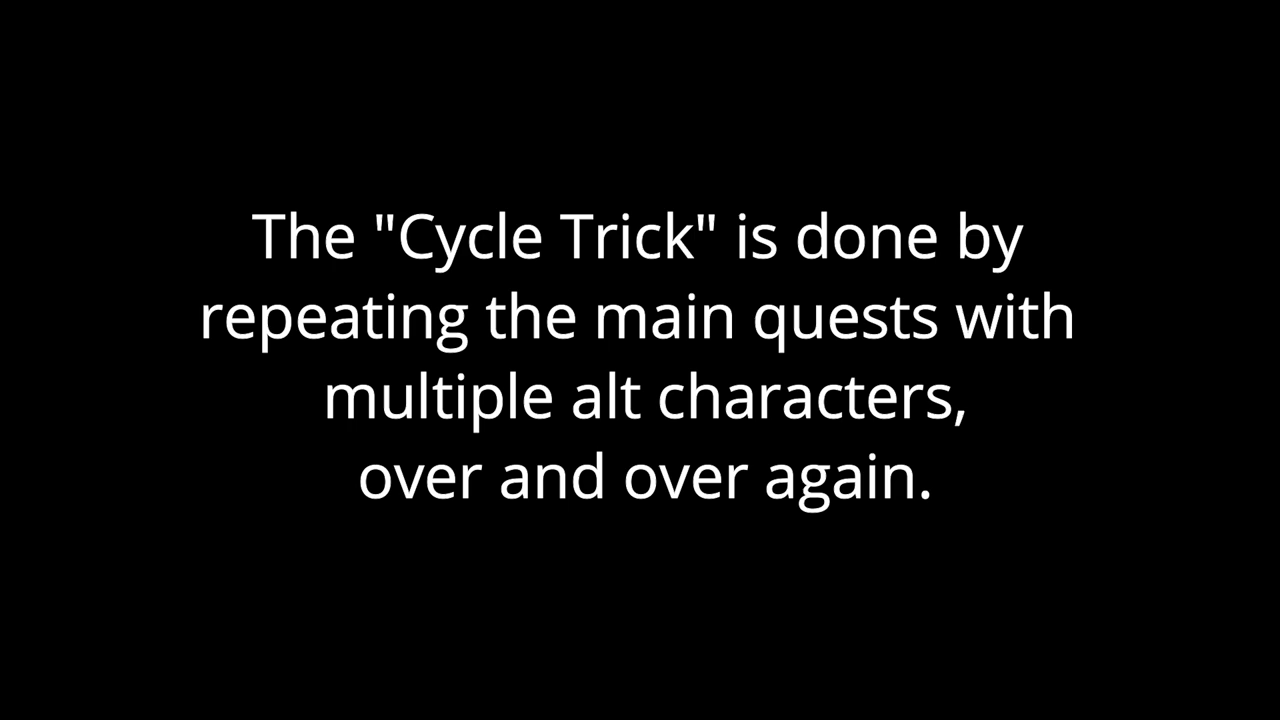 The "Cycle Trick" is done by
repeating the main quests with
multiple alt characters,
over and over again.